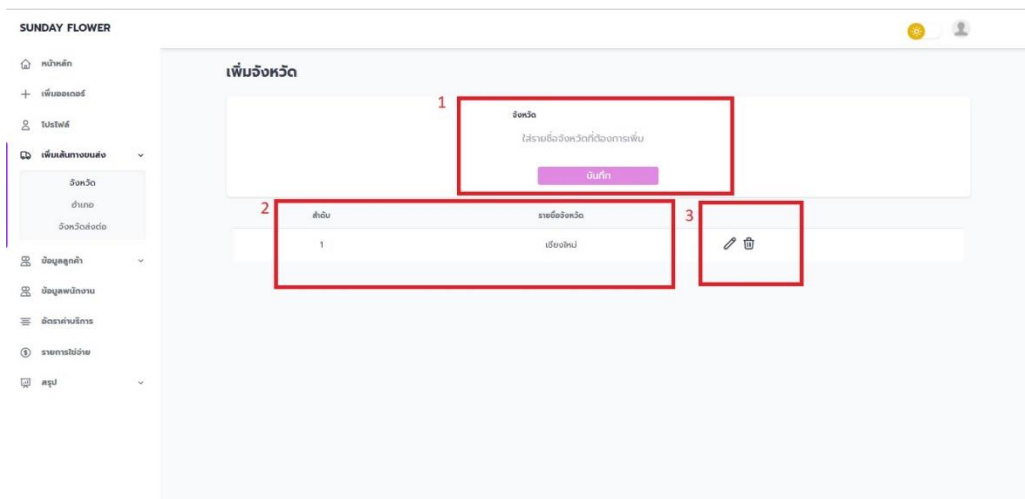 SUNDAY FLOWER
หน้าหลัก
เพิ่มออเดอร์
โปรไฟล์
เพิ่มเส้นทางขนส่ง
จังหวัด
อำเภอ
จังหวัดส่งต่อ
ข้อมูลลูกค้า
ข้อมูลพนักงาน
อัตราค่าบริการ
รายการใช้จ่าย
สรุป
เพิ่มจังหวัด
1
จังหวัด
ใส่รายชื่อจังหวัดที่ต้องการเพิ่ม
บันทึก
2
ลำดับ
รายชื่อจังหวัด
3
1
เชียงใหม่